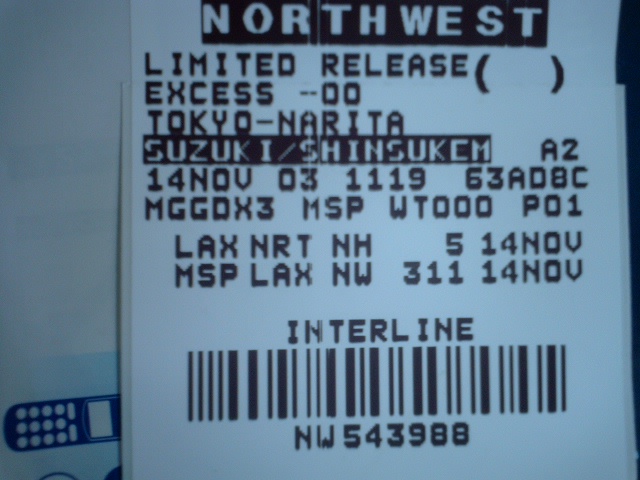 NORTHWEST
LIMITED RELEASE( )
EXCESS -00
TOKYO-NARITA
SUZUKI/SHINSUKEM A2
14NOV 03 1119 63AD8C
MGGDX3 MSP WT000 P01
LAX NRT NH 5 14NOV
MSP LAX NW 311 14NOV
INTERLINE
NW543988